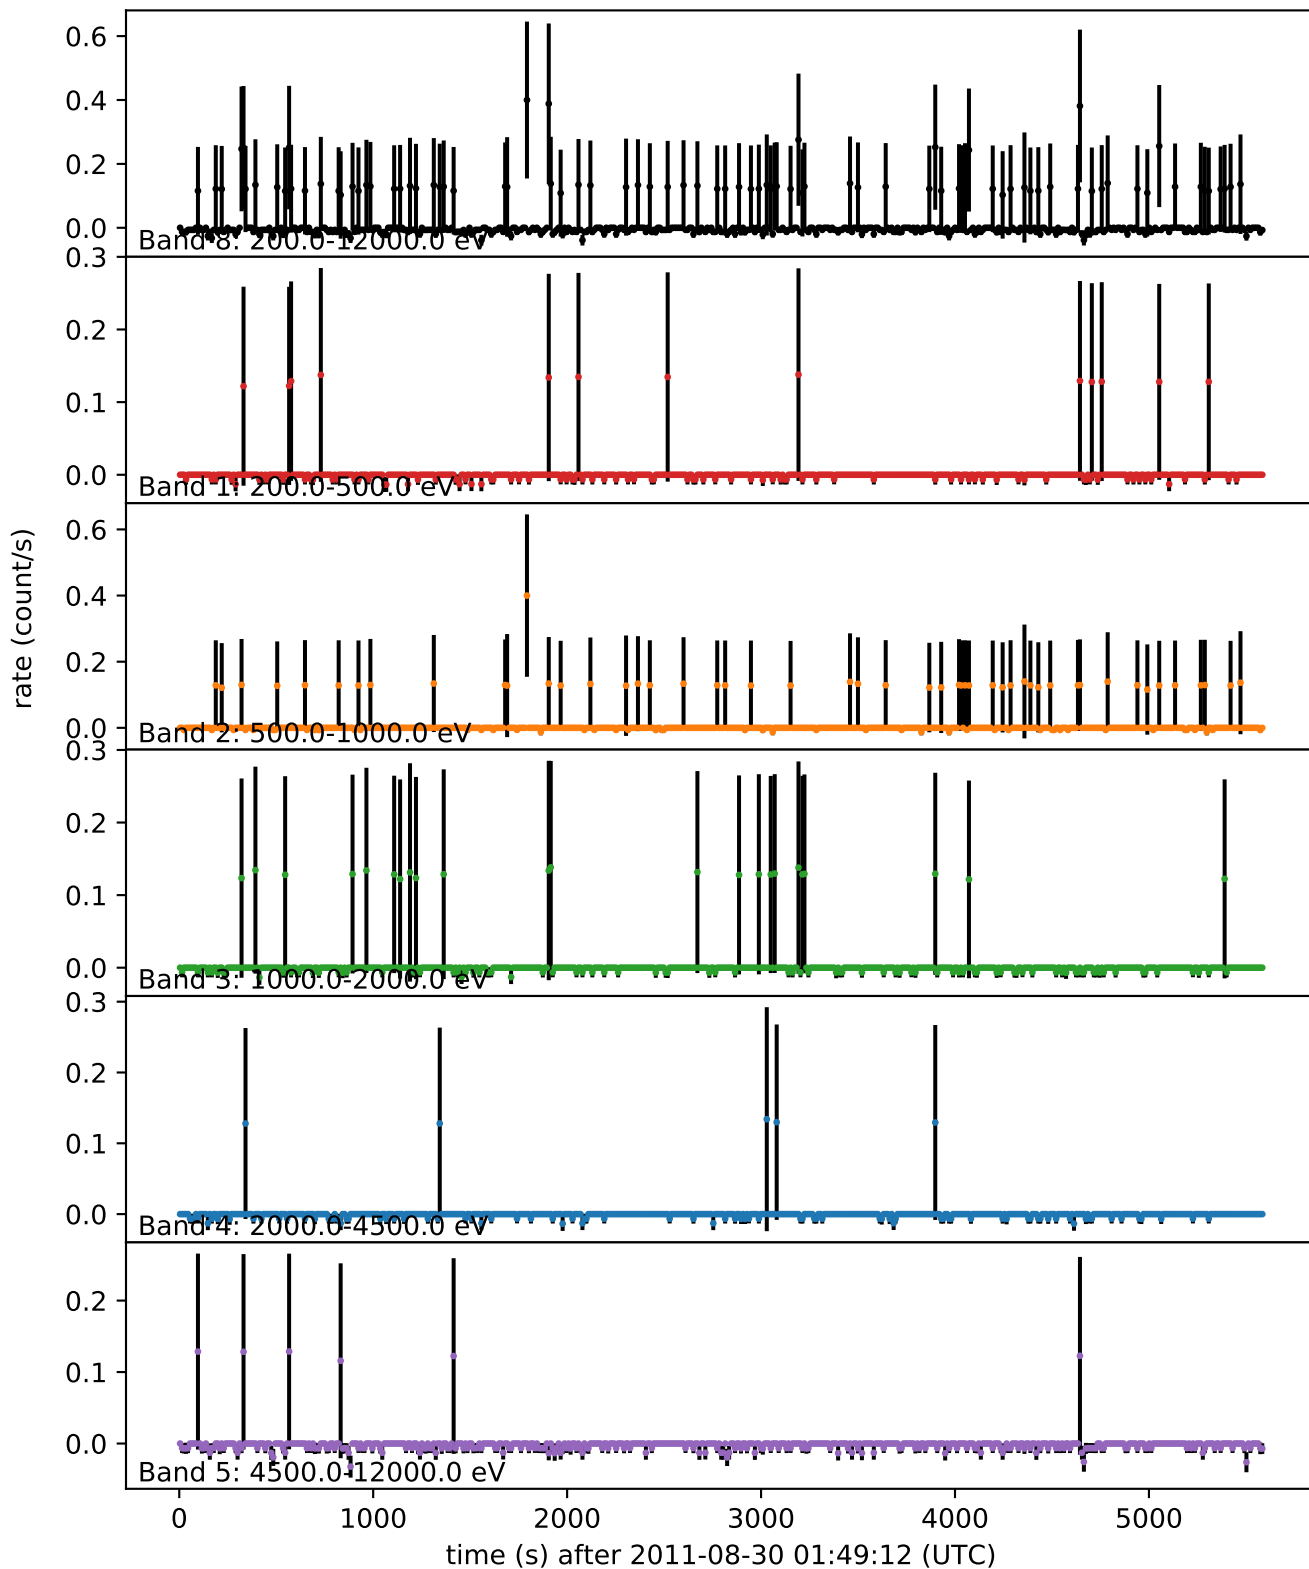 0.6
0.4
0.2
0.0
Band 8: 200.0-12000.0 eV
0.3
0.2
0.1
0.0
Band 1: 200.0-500.0 eV
0.6
0.4
0.2
0.0
Band 2: 500.0-1000.0 eV
rate (count/s)
0.3
0.2
0.1
0.0
Band 3: 1000.0-2000.0 eV
0.3
0.2
0.1
0.0
Band 4: 2000.0-4500.0 eV
0.2
0.1
0.0
Band 5: 4500.0-12000.0 eV
0 1000 2000 3000 4000 5000
time (s) after 2011-08-30 01:49:12 (UTC)